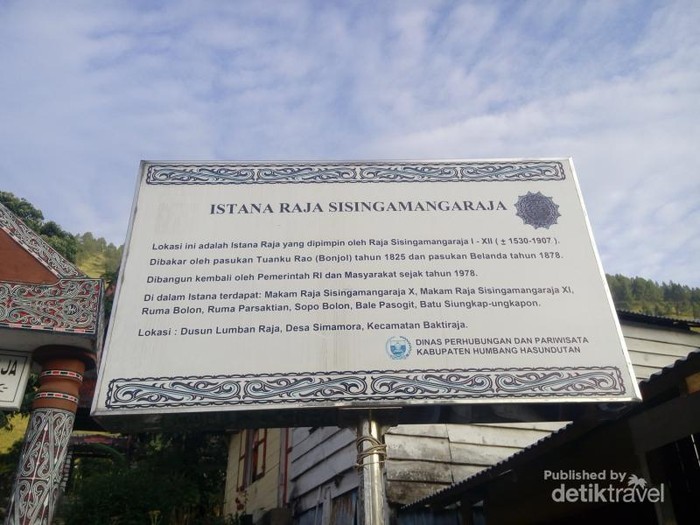 ISTANA RAJA SISINGAMANGARAJA
Lokasi ini adalah Istana Raja yang dipimpin oleh Raja Sisingamangaraja I - XII ( ± 1530-1907 ).
Dibakar oleh pasukan Tuanku Rao (Bonjol) tahun 1825 dan pasukan Belanda tahun 1878.
Dibangun kembali oleh Pemerintah RI dan Masyarakat sejak tahun 1978.
Di dalam Istana terdapat: Makam Raja Sisingamangaraja X, Makam Raja Sisingamangaraja XI,
Ruma Bolon, Ruma Parsaktian, Sopo Bolon, Bale Pasogit, Batu Siungkap-ungkapon.
Lokasi : Dusun Lumban Raja, Desa Simamora, Kecamatan Baktiraja.
DINAS PERHUBUNGAN DAN PARIWISATA
KABUPATEN HUMBANG HASUNDUTAN
Published by
detiktravel